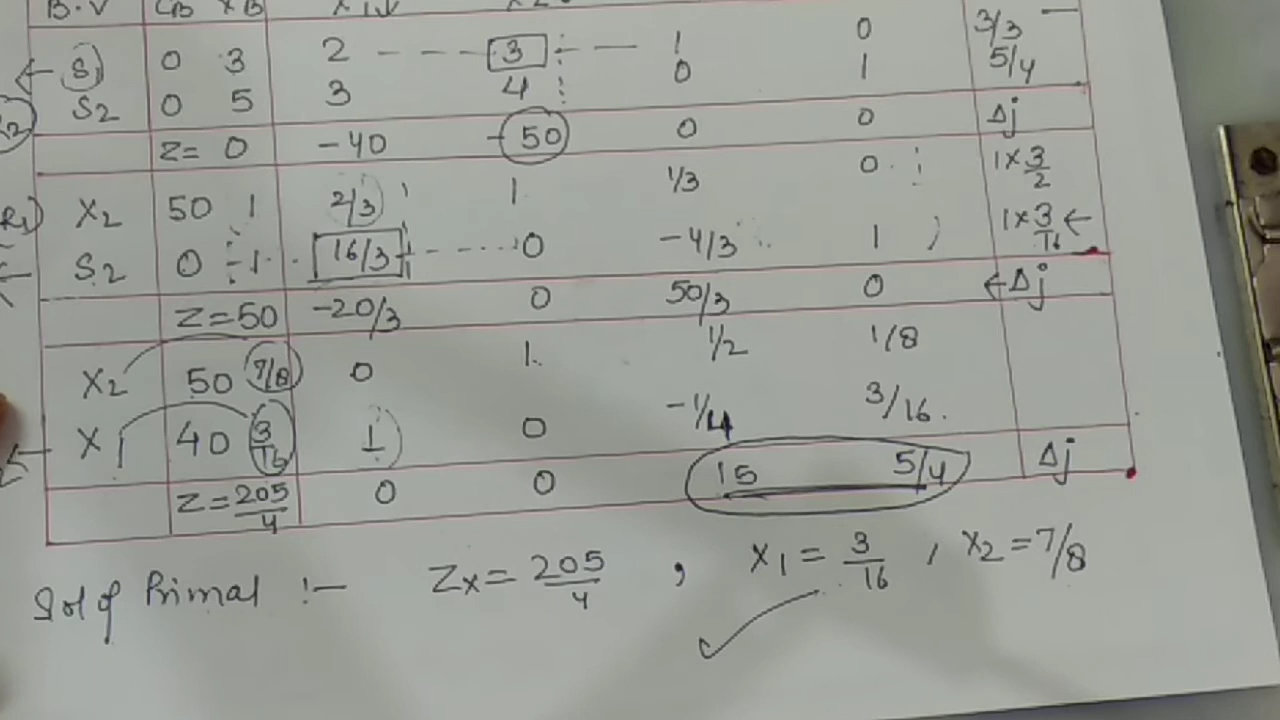 B.V CB XB X1
S1 0 3 2 3 1 0 3/3
S2 0 5 3 4 0 1 5/4
Z= 0 -40 -50 0 0 Δj
X2 50 1 2/3 1 1/3 0 1×3/2
S2 0 1 16/3 0 -4/3 1 1×3/16 ←
Z=50 -20/3 0 50/3 0 ←Δj
X2 50 7/8 0 1 1/2 1/8
X1 40 3/16 1 0 -1/4 3/16
Z=205/4 0 0 15 5/4 Δj
Sol of Primal :- Zx=205/4 , X1=3/16 , X2=7/8